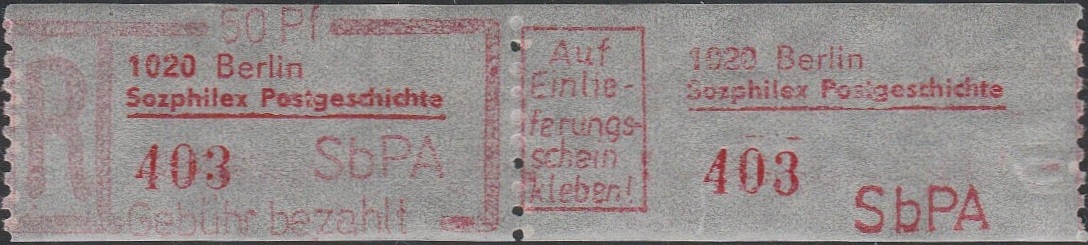 50 Pf
R
1020 Berlin
Sozphilex Postgeschichte
403
SbPA
Gebühr bezahlt
Auf
Einlie-
ferungs-
schein
kleben!
1020 Berlin
Sozphilex Postgeschichte
403
SbPA